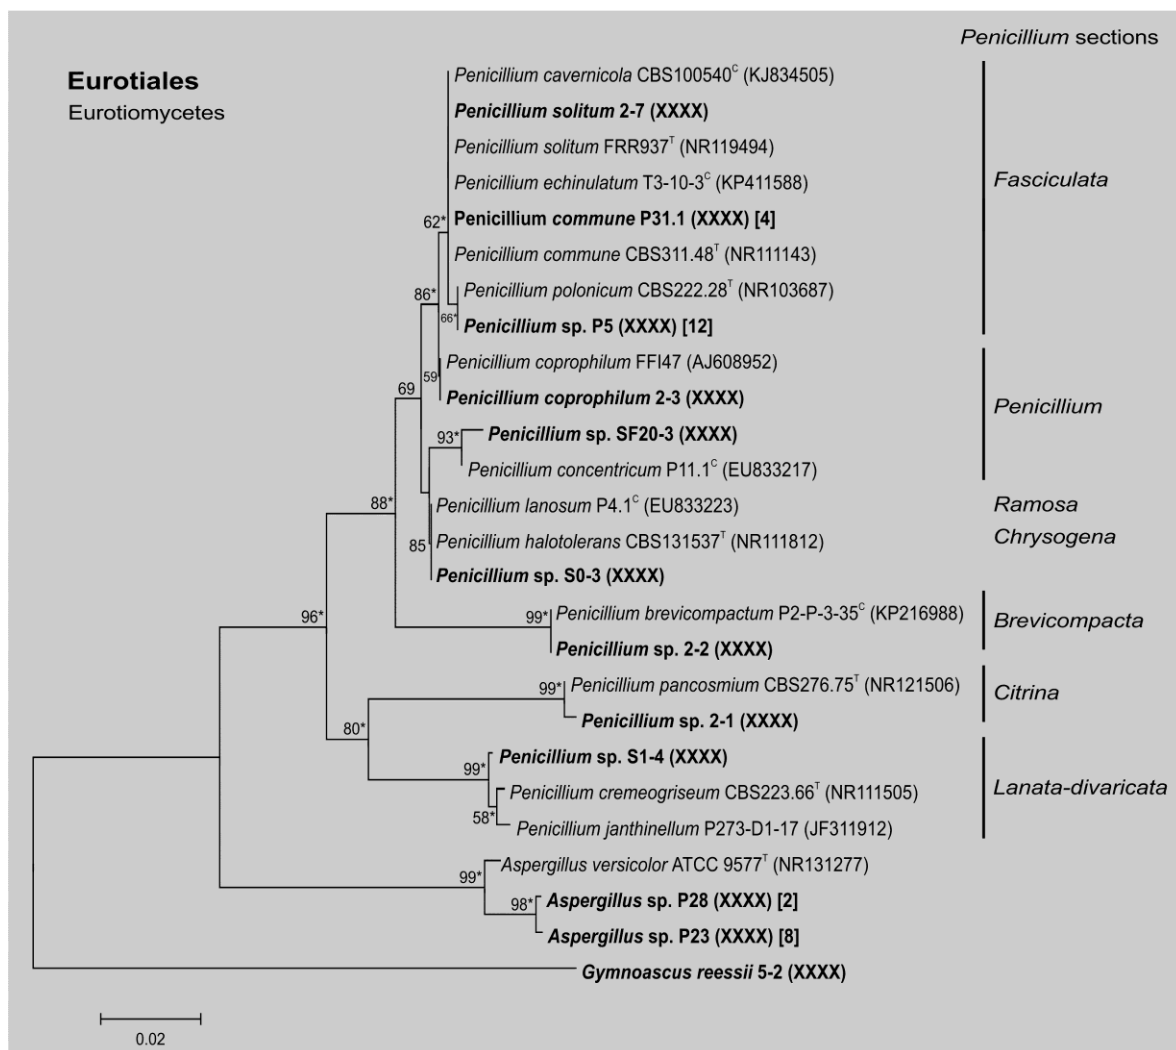 Penicillium sections
Eurotiales
Eurotiomycetes
Penicillium cavernicola CBS100540ᶜ (KJ834505)
Penicillium solitum 2-7 (XXXX)
Penicillium solitum FRR937ᵀ (NR119494)
Penicillium echinulatum T3-10-3ᶜ (KP411588)
Penicillium commune P31.1 (XXXX) [4]
Penicillium commune CBS311.48ᵀ (NR111143)
Penicillium polonicum CBS222.28ᵀ (NR103687)
Penicillium sp. P5 (XXXX) [12]
Fasciculata
Penicillium coprophilum FFI47 (AJ608952)
Penicillium coprophilum 2-3 (XXXX)
Penicillium sp. SF20-3 (XXXX)
Penicillium concentricum P11.1ᶜ (EU833217)
Penicillium
Penicillium lanosum P4.1ᶜ (EU833223)
Ramosa
Penicillium halotolerans CBS131537ᵀ (NR111812)
Chrysogena
Penicillium sp. S0-3 (XXXX)
Penicillium brevicompactum P2-P-3-35ᶜ (KP216988)
Penicillium sp. 2-2 (XXXX)
Brevicompacta
Penicillium pancosmium CBS276.75ᵀ (NR121506)
Penicillium sp. 2-1 (XXXX)
Citrina
Penicillium sp. S1-4 (XXXX)
Penicillium cremeogriseum CBS223.66ᵀ (NR111505)
Penicillium janthinellum P273-D1-17 (JF311912)
Lanata-divaricata
Aspergillus versicolor ATCC 9577ᵀ (NR131277)
Aspergillus sp. P28 (XXXX) [2]
Aspergillus sp. P23 (XXXX) [8]
Gymnoascus reessii 5-2 (XXXX)
62*
86*
66*
69
59
93*
88*
85
96*
99*
99*
80*
99*
58*
99*
98*
0.02